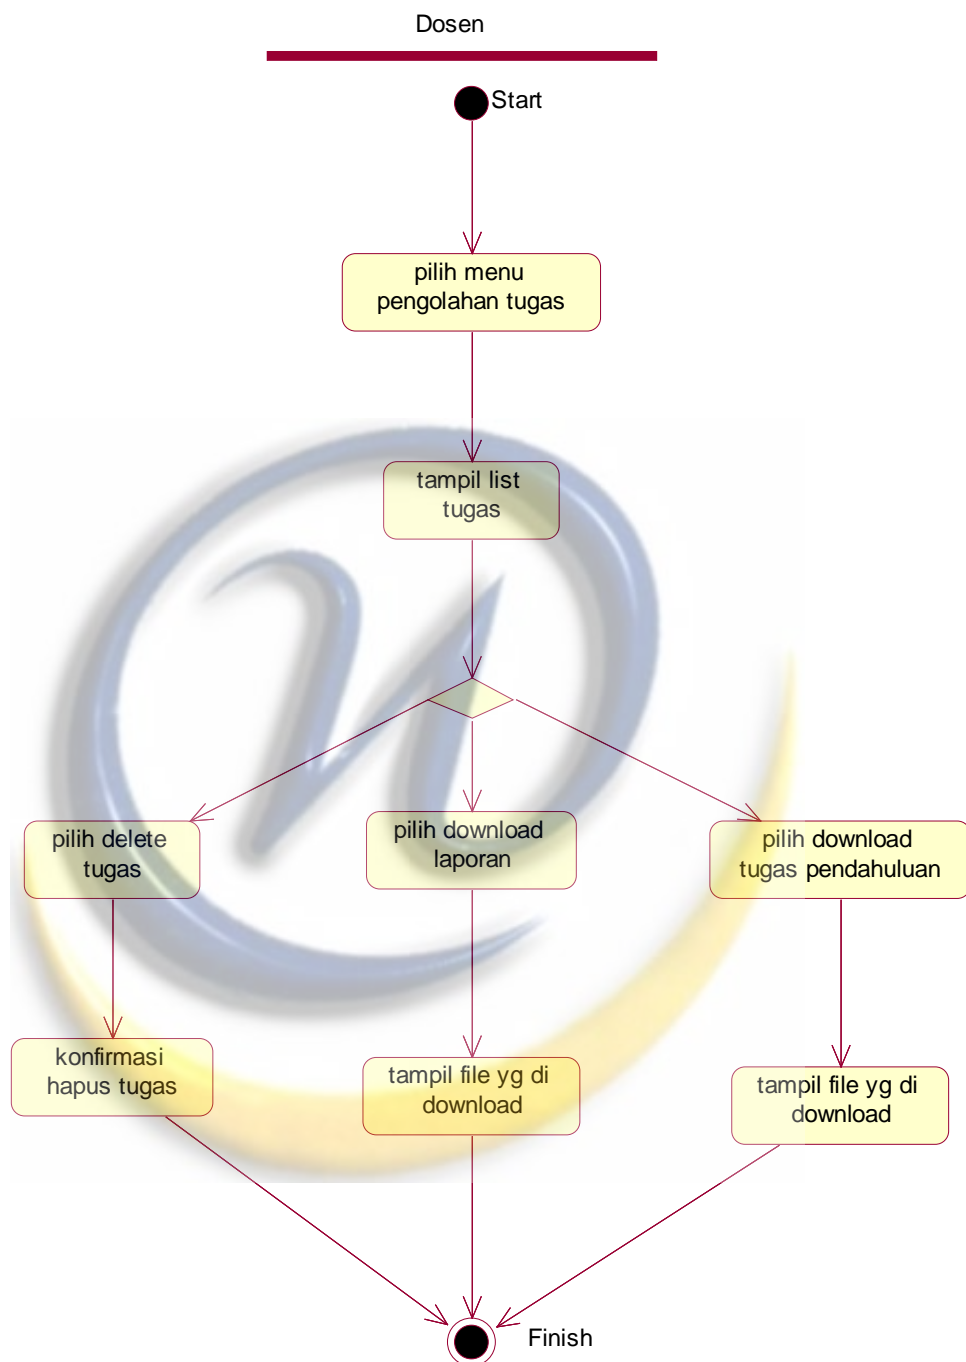 Dosen
Start
pilih menu
pengolahan tugas
tampil list
tugas
pilih delete
tugas
pilih download
laporan
pilih download
tugas pendahuluan
konfirmasi
hapus tugas
tampil file yg di
download
tampil file yg di
download
Finish